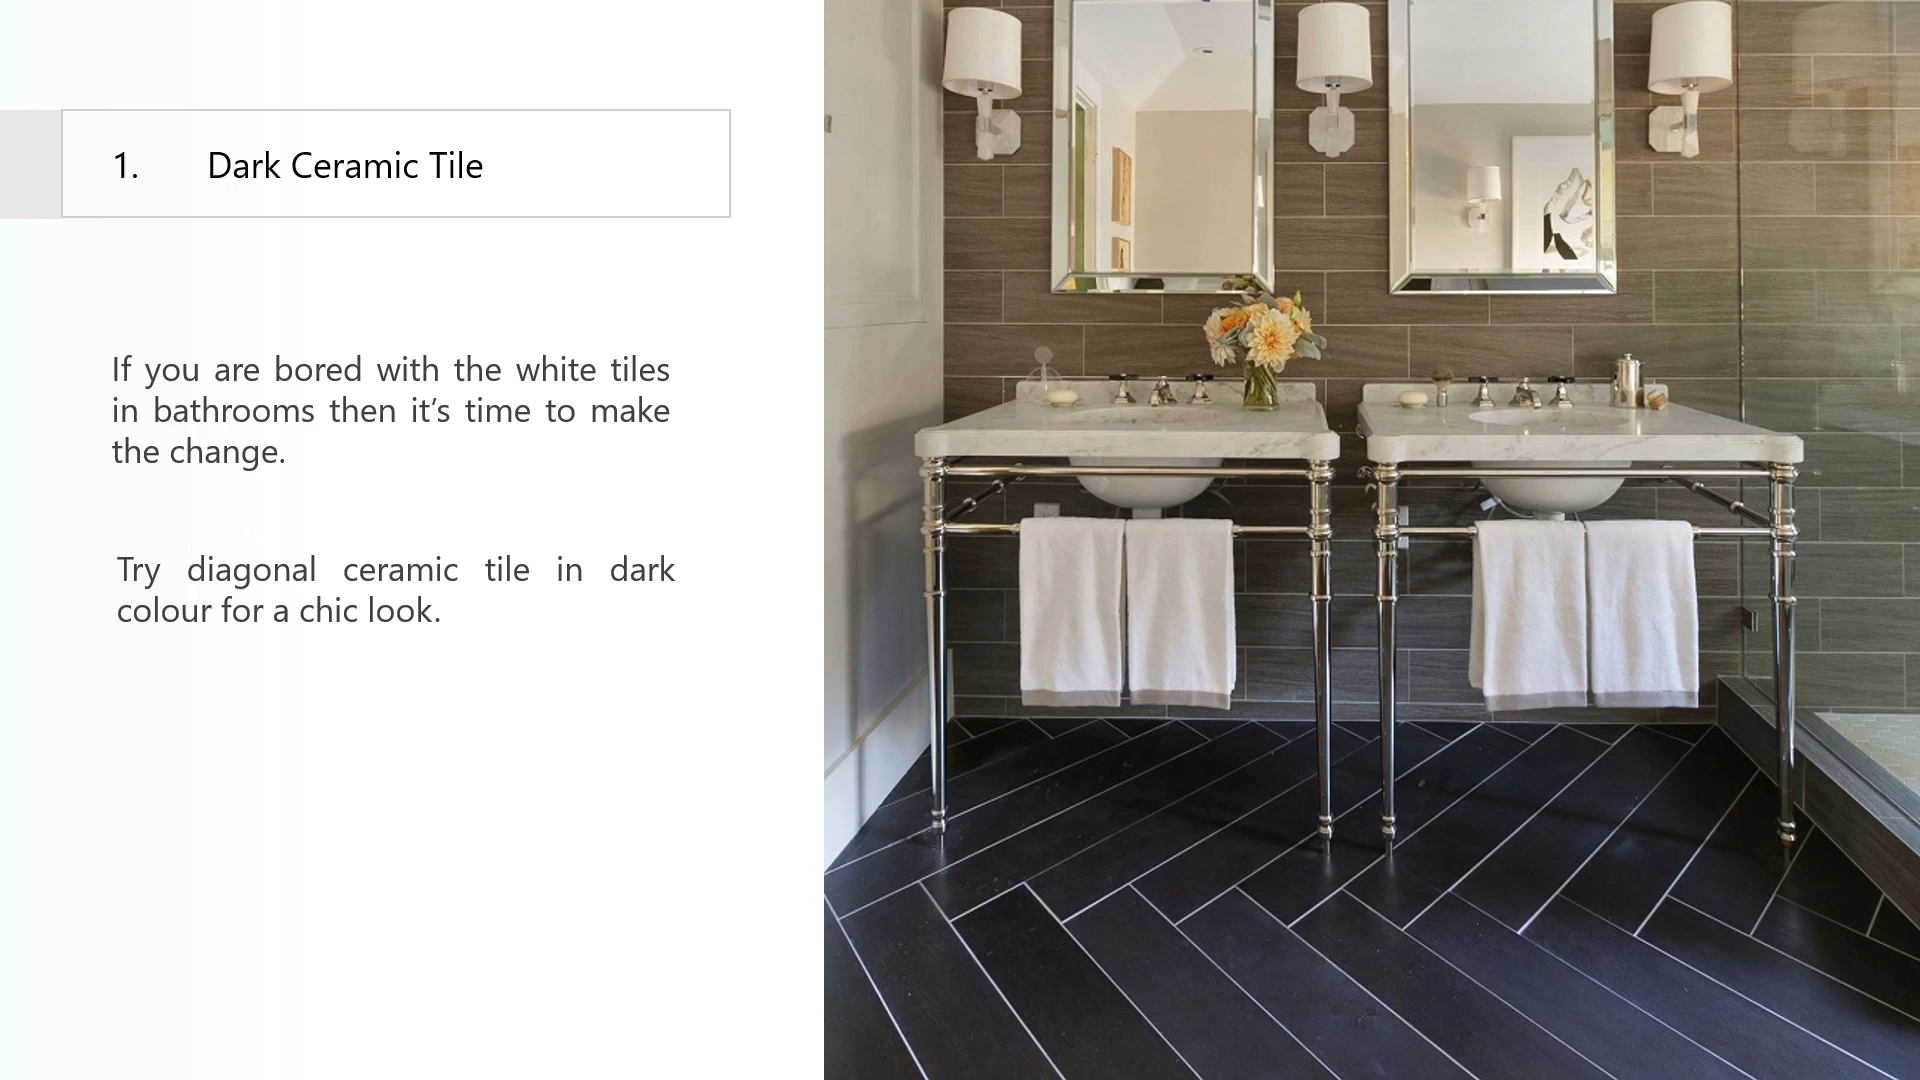 1. Dark Ceramic Tile
If you are bored with the white tiles
in bathrooms then it’s time to make
the change.
Try diagonal ceramic tile in dark
colour for a chic look.